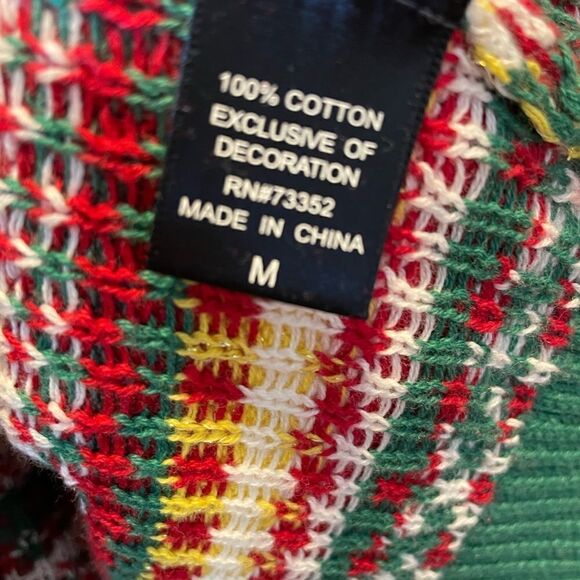 100% COTTON
EXCLUSIVE OF
DECORATION
RN#73352
MADE IN CHINA
M